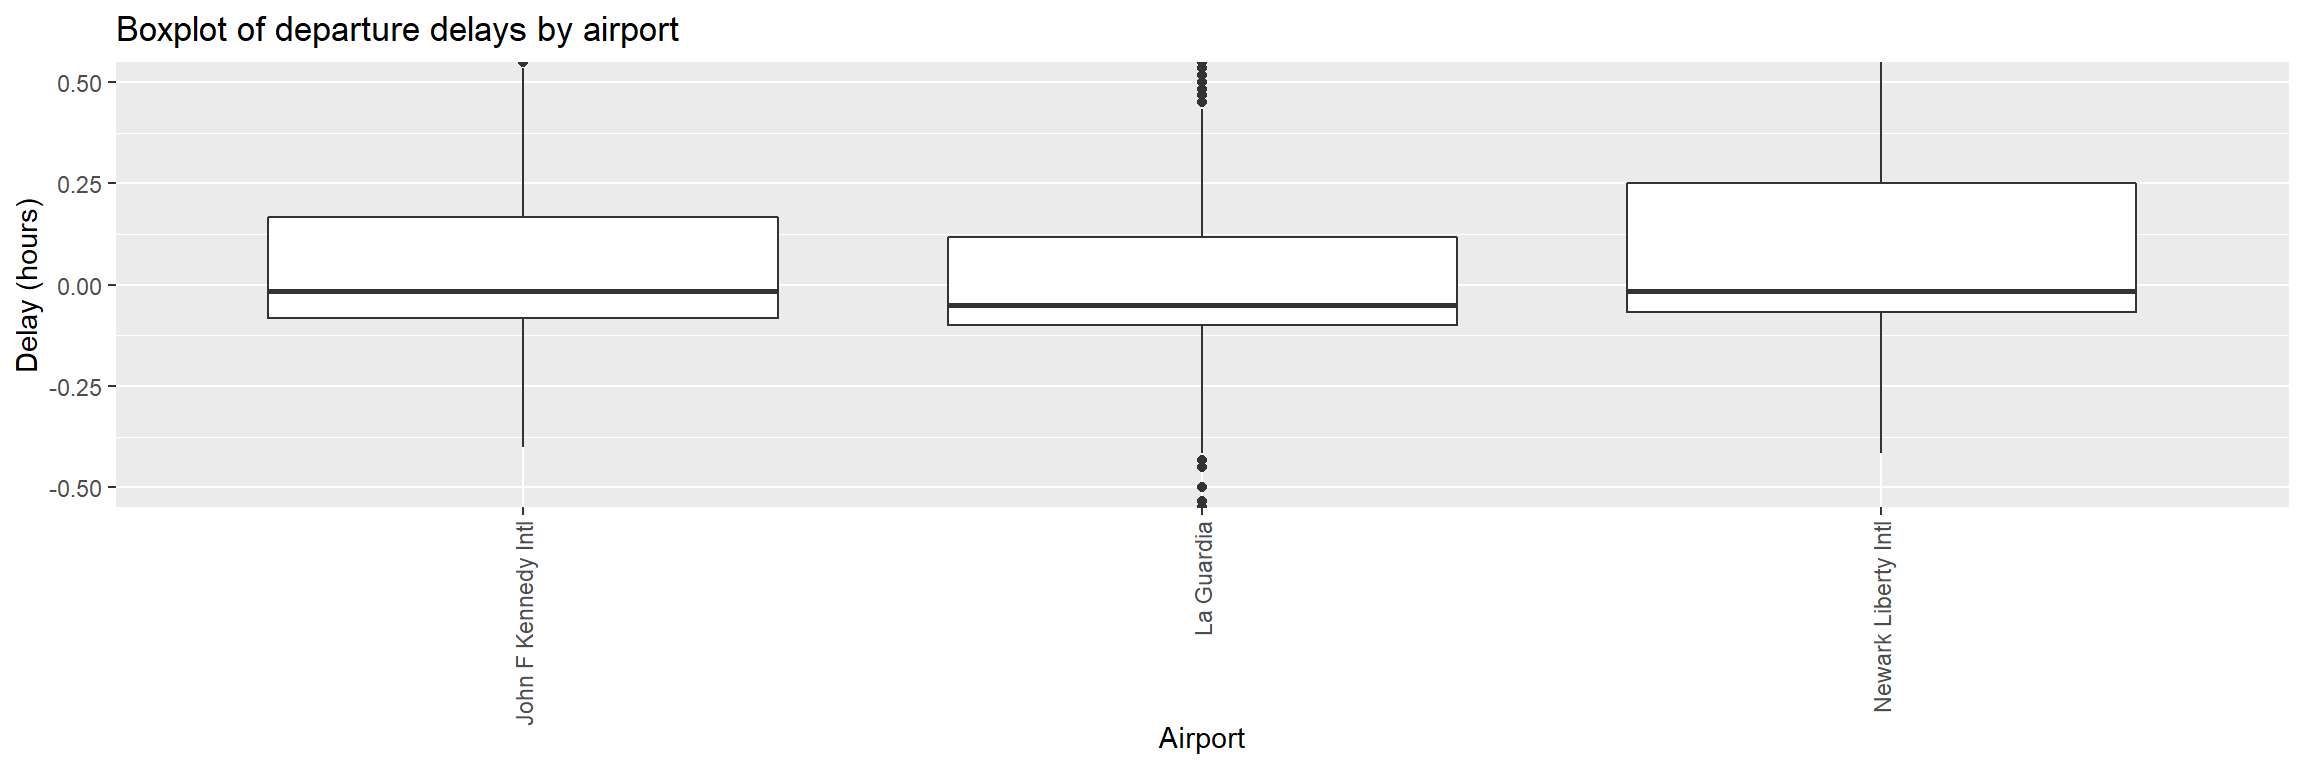 Boxplot of departure delays by airport
Delay (hours)
0.50
0.25
0.00
-0.25
-0.50
John F Kennedy Intl
La Guardia
Newark Liberty Intl
Airport